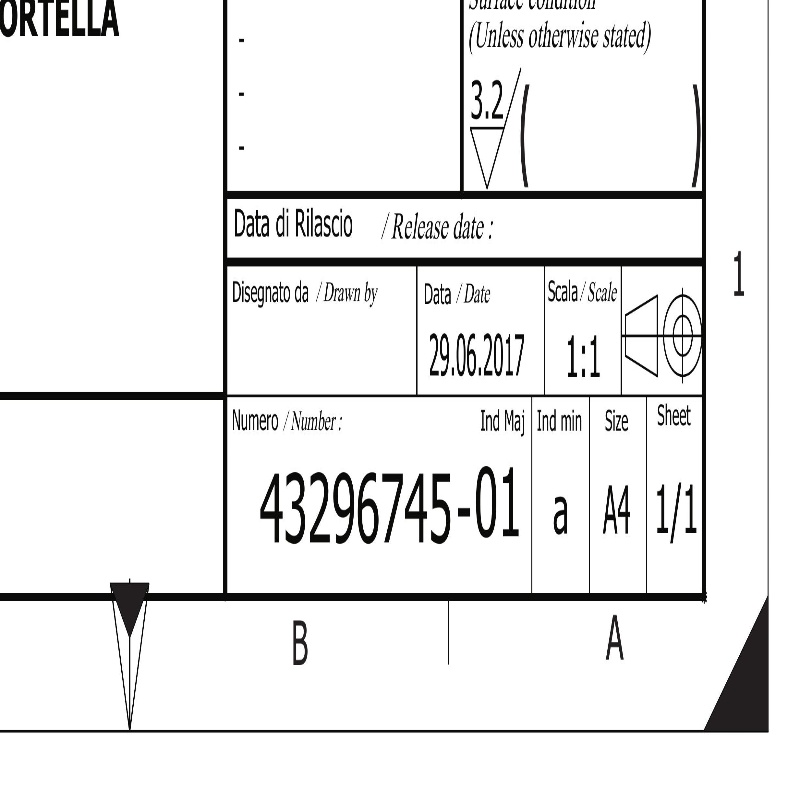 ORTELLA
Surface condition
(Unless otherwise stated)
-
-
-
3.2
( )
Data di Rilascio / Release date :
1
Disegnato da / Drawn by
Data / Date
Scala / Scale
29.06.2017
1:1
Numero / Number :
Ind Maj
Ind min
Size
Sheet
43296745-01
a
A4
1/1
B
A